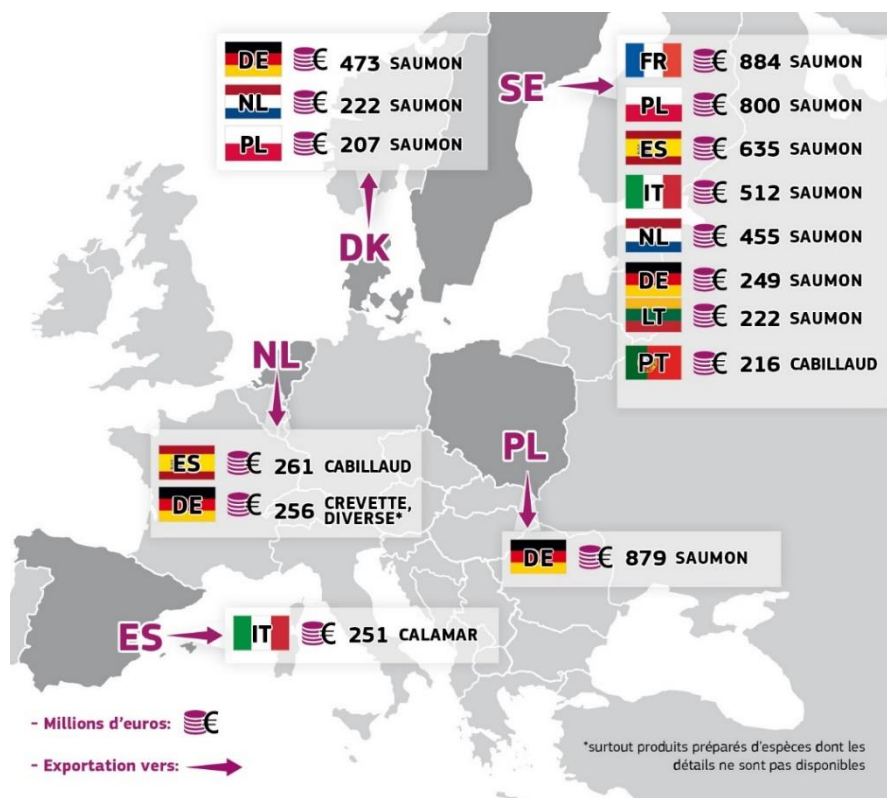 DE € 473 SAUMON
NL € 222 SAUMON
PL € 207 SAUMON
DK
SE
FR € 884 SAUMON
PL € 800 SAUMON
ES € 635 SAUMON
IT € 512 SAUMON
NL € 455 SAUMON
DE € 249 SAUMON
LT € 222 SAUMON
PT € 216 CABILLAUD
NL
ES € 261 CABILLAUD
DE € 256 CREVETTE,
DIVERSE*
PL
DE € 879 SAUMON
ES
IT € 251 CALAMAR
- Millions d'euros: €
- Exportation vers:
*surtout produits préparés d'espèces dont les
détails ne sont pas disponibles